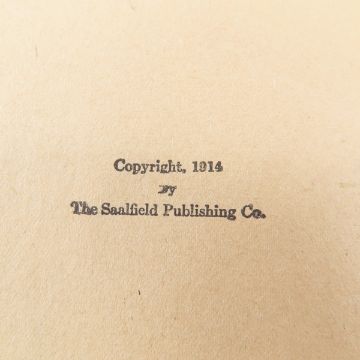 Copyright, 1914
By
The Saalfield Publishing Co.